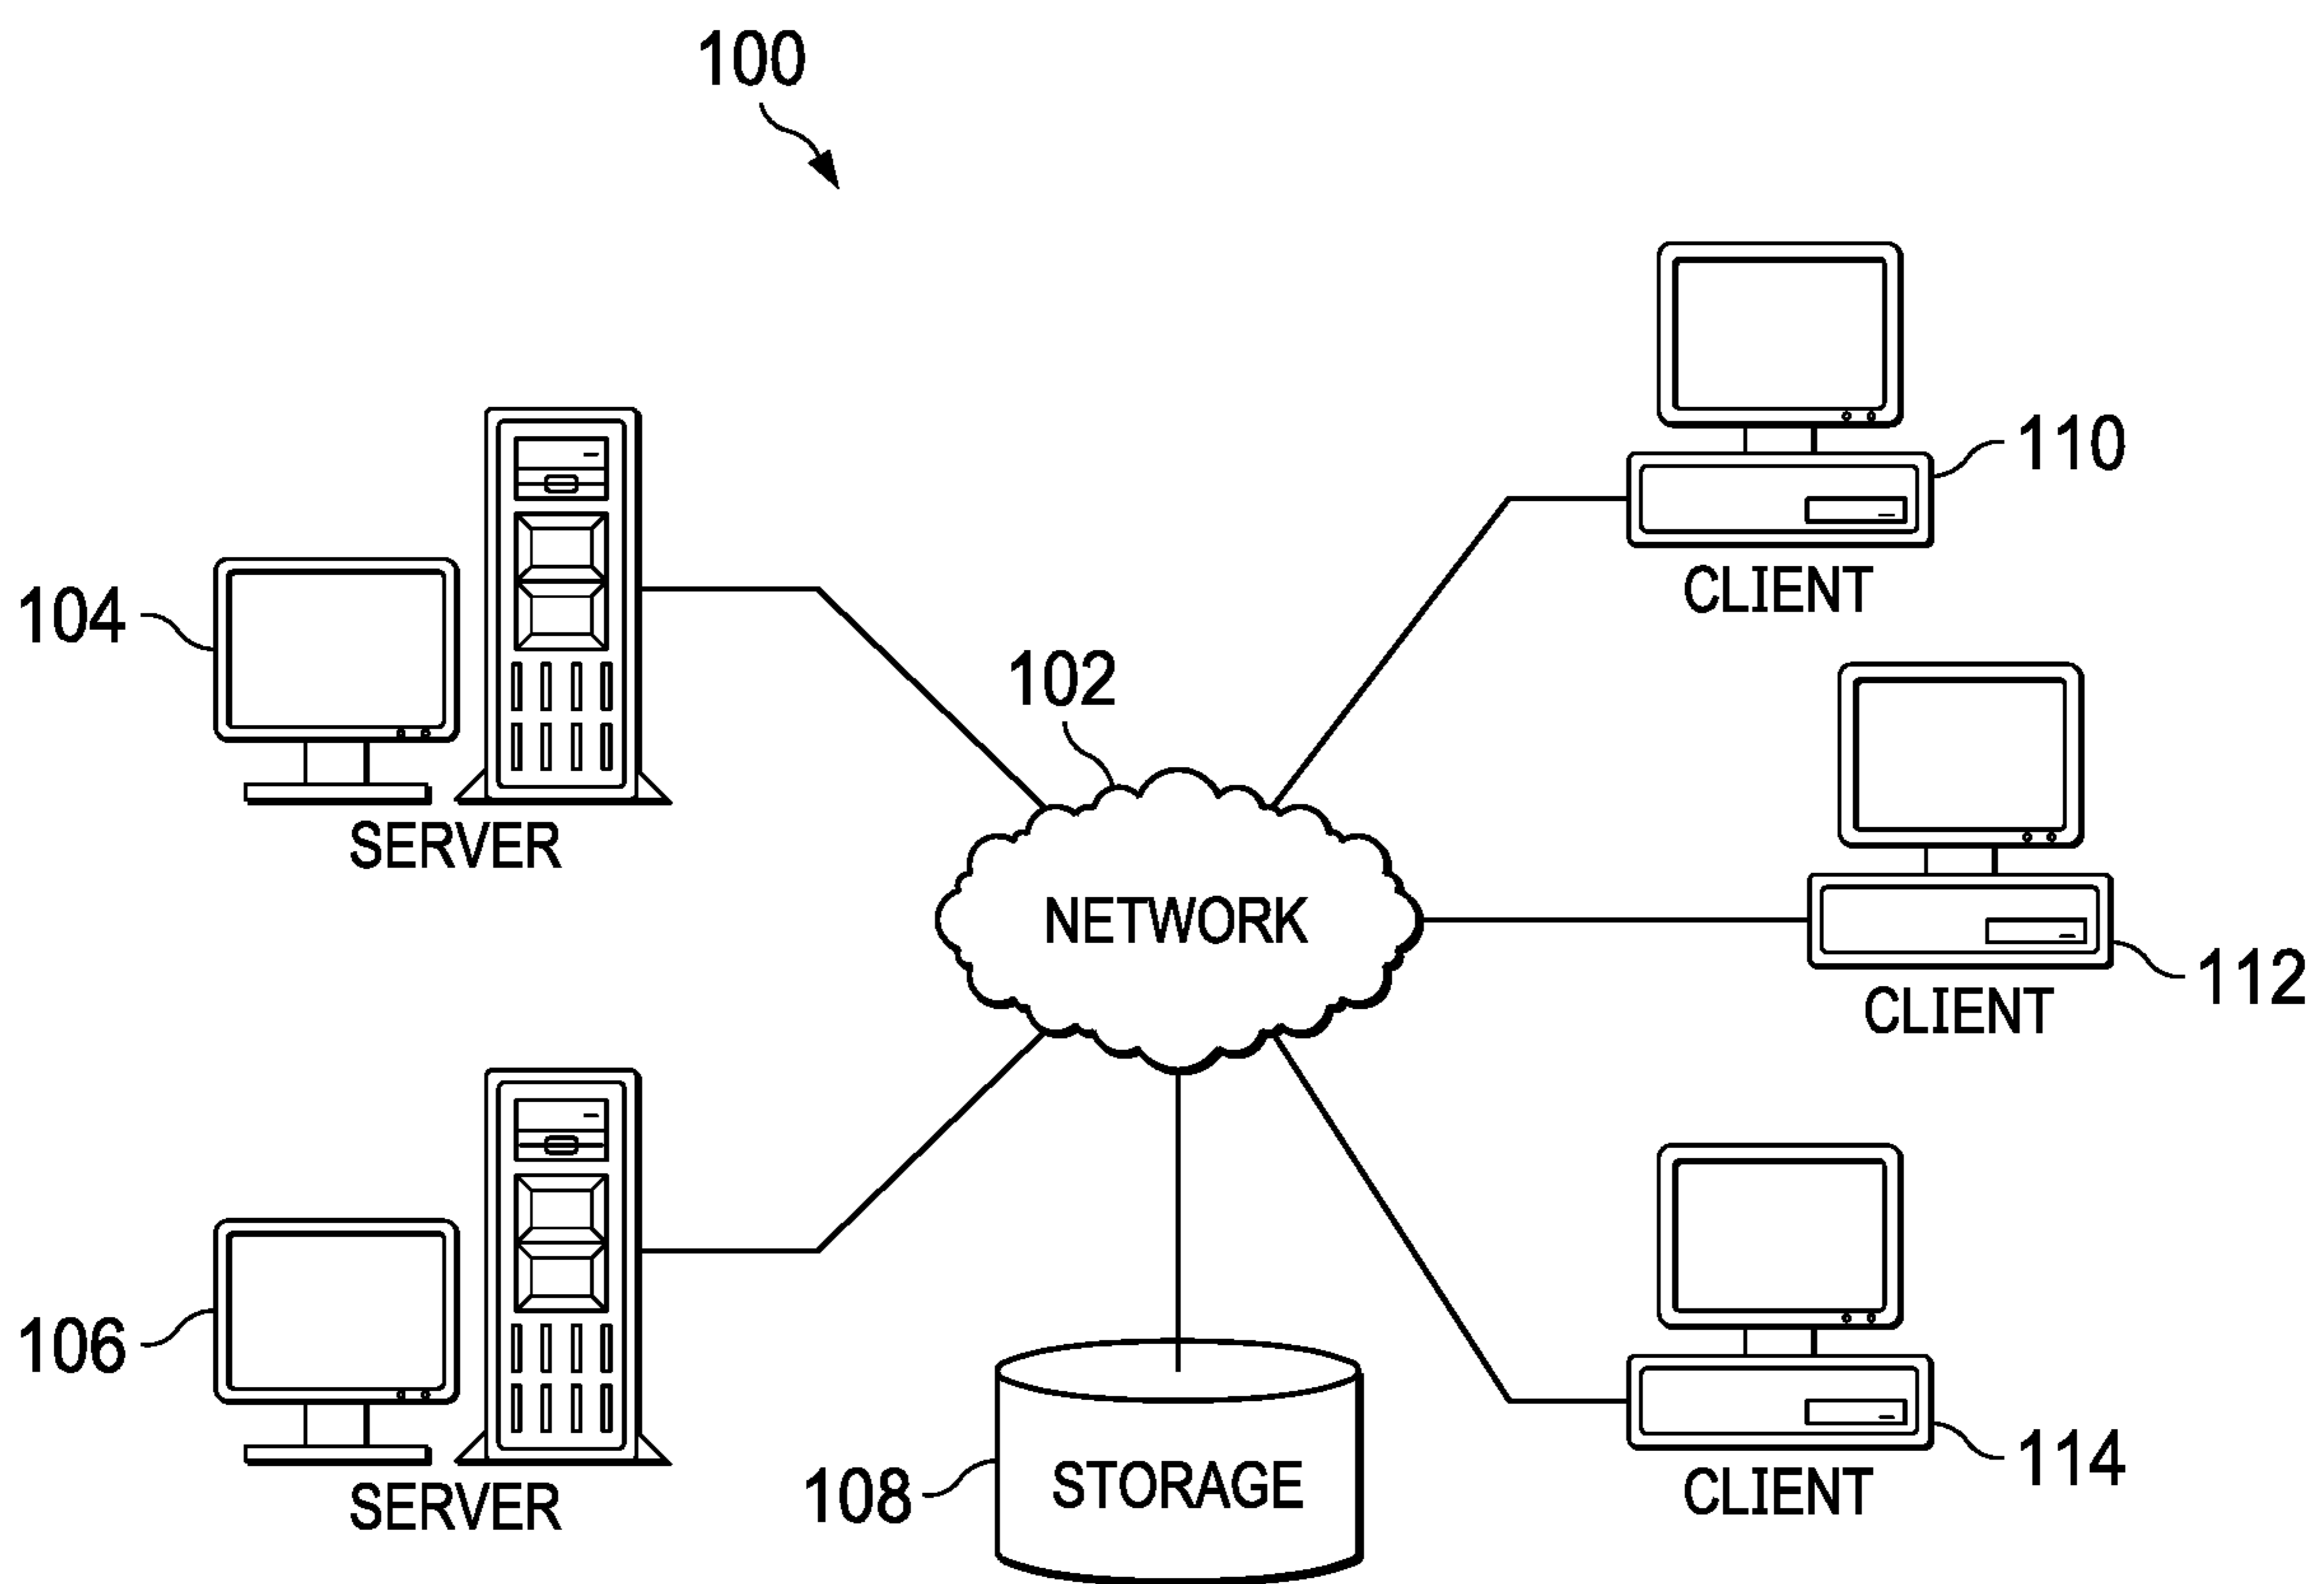 100
110
CLIENT
104
SERVER
102
NETWORK
112
CLIENT
106
SERVER
108
STORAGE
114
CLIENT